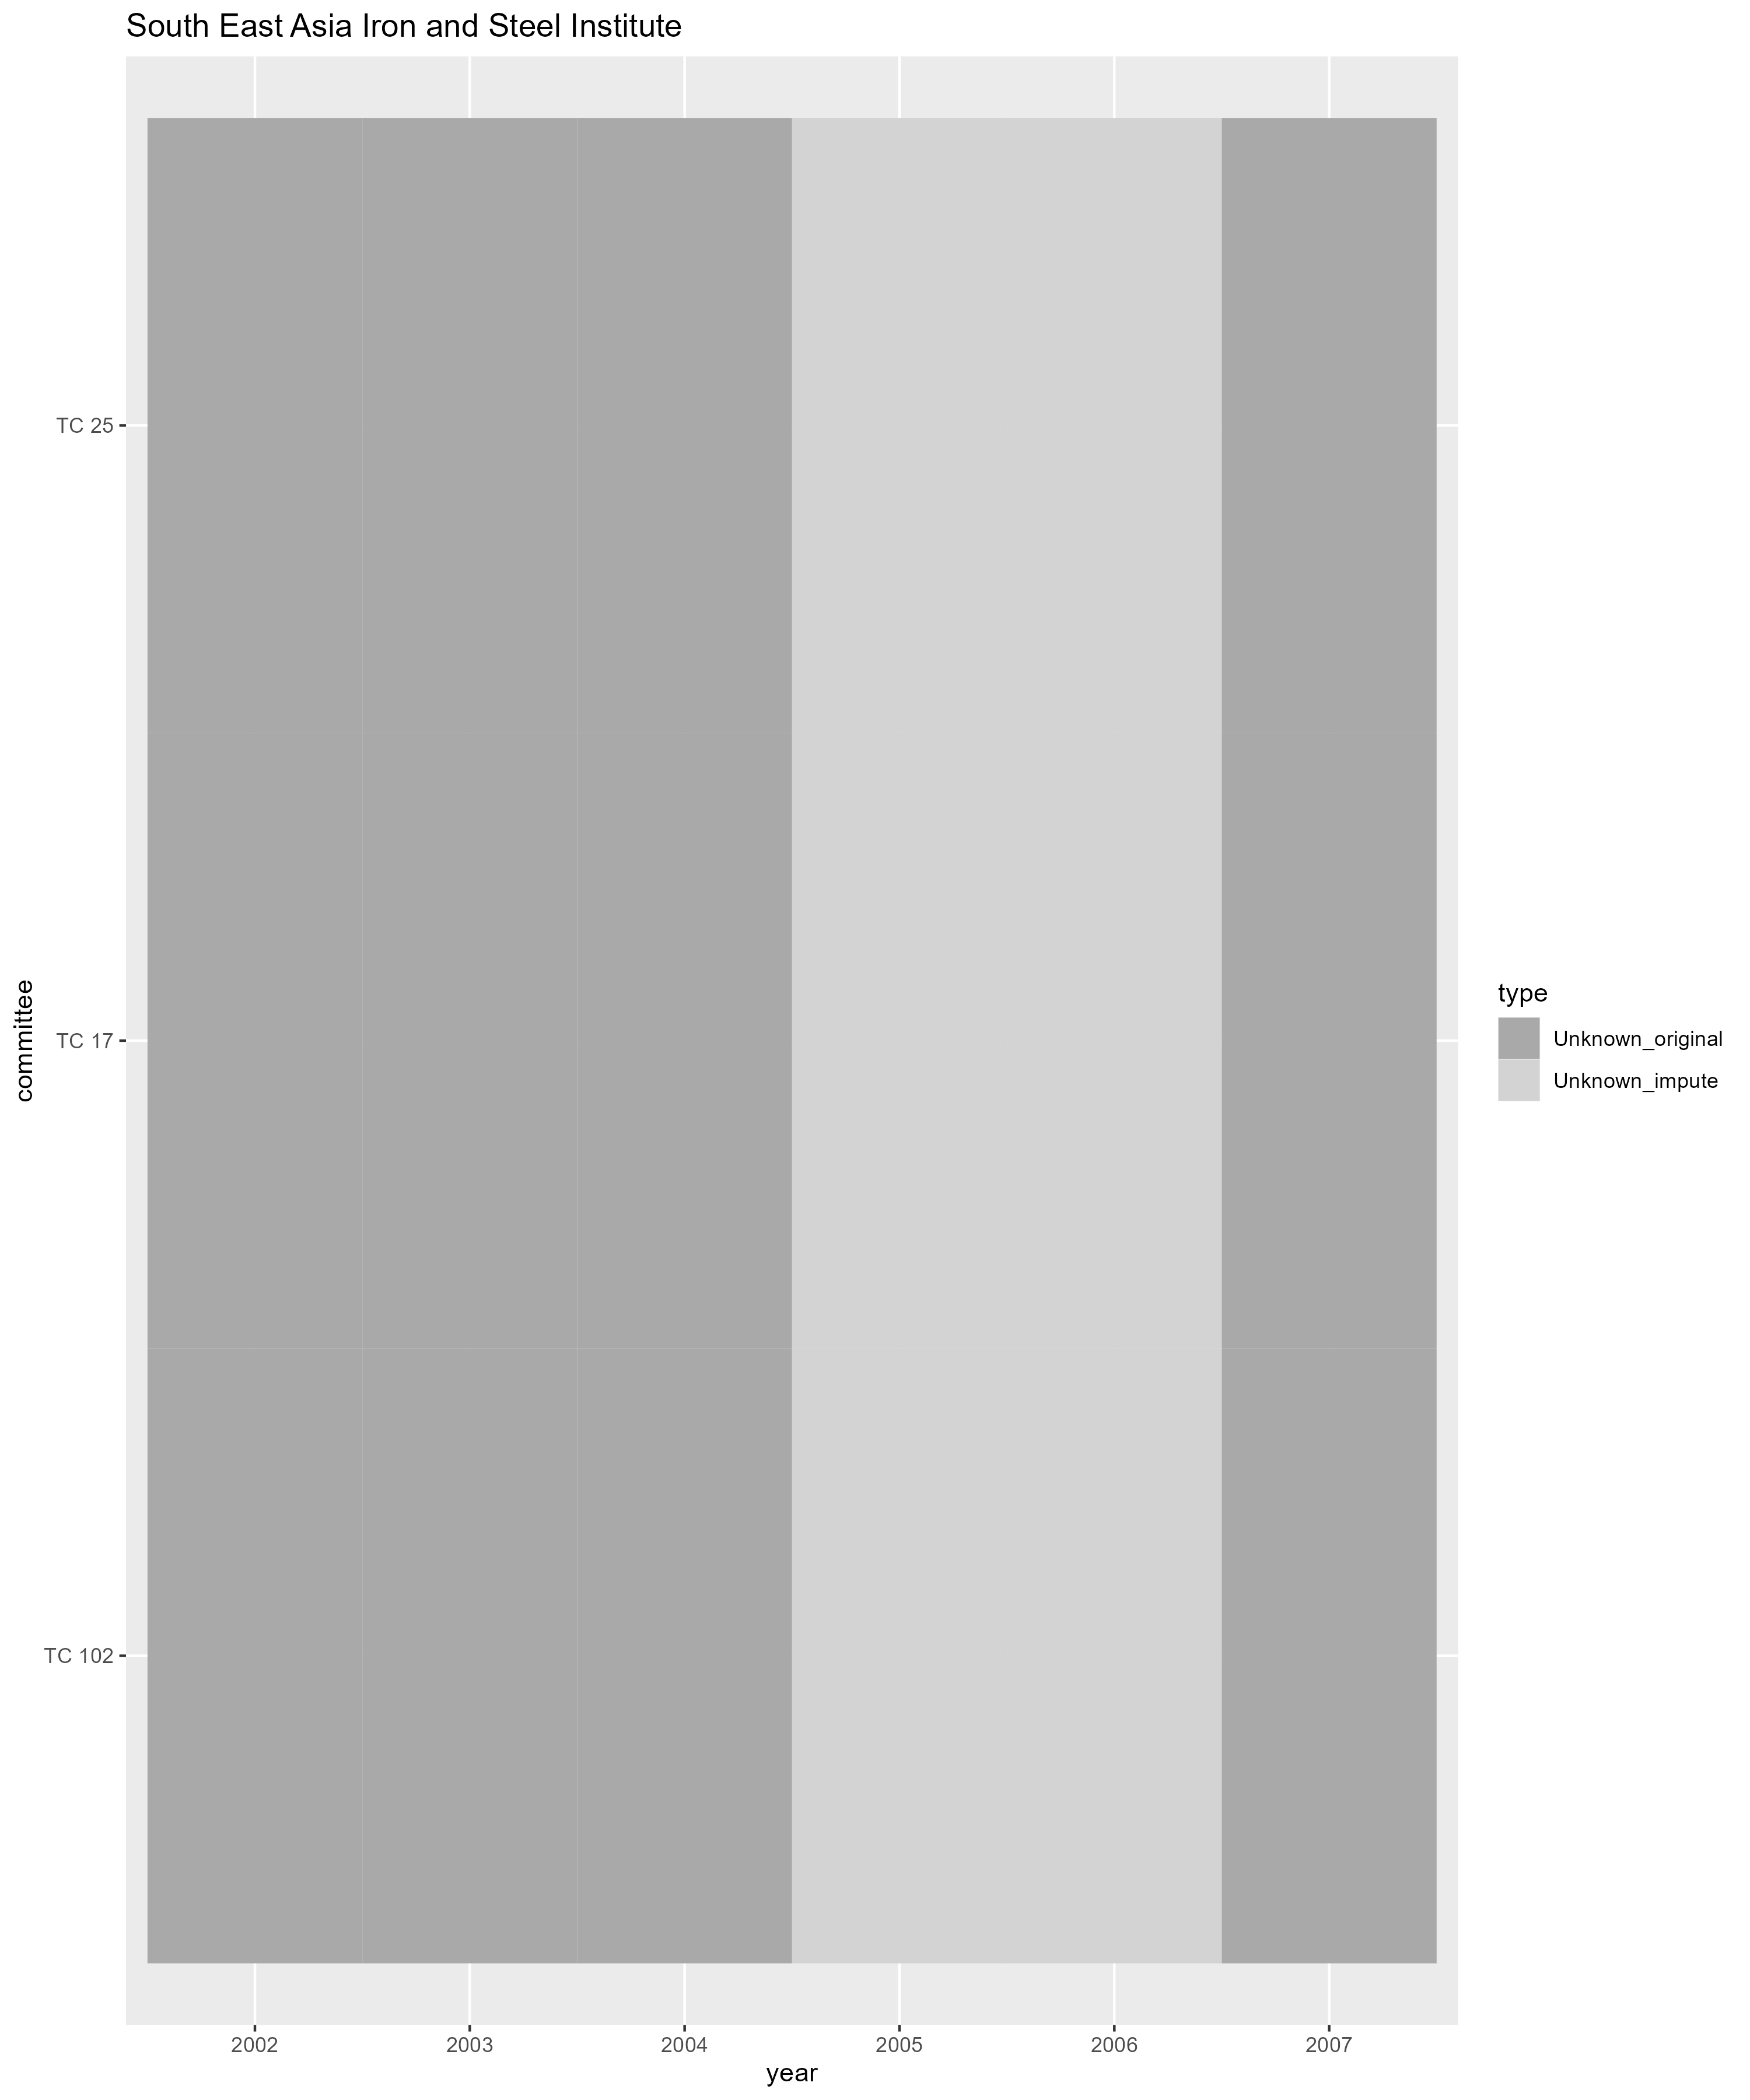 South East Asia Iron and Steel Institute
TC 25
TC 17
TC 102
committee
2002 2003 2004 2005 2006 2007
year
type
Unknown_original
Unknown_impute